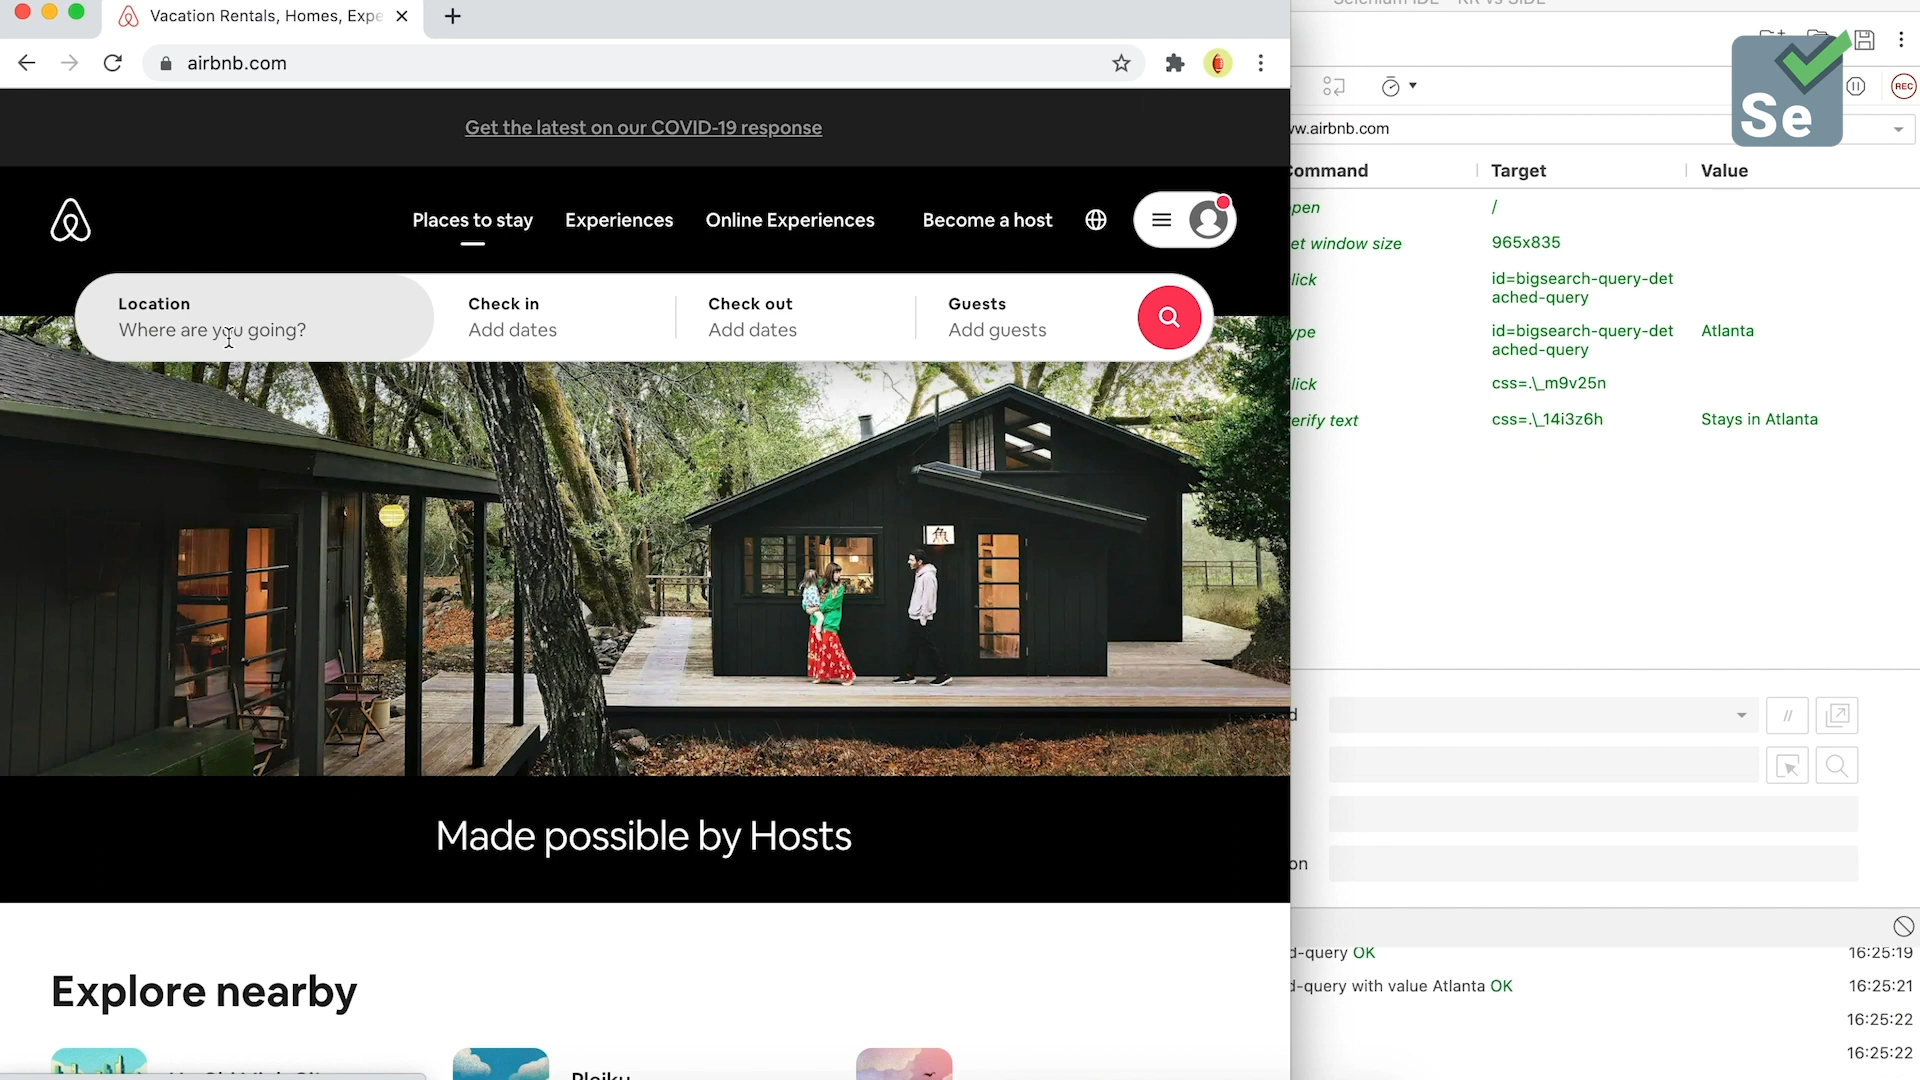 Vacation Rentals, Homes, Expe
airbnb.com
Get the latest on our COVID-19 response
Places to stay
Experiences
Online Experiences
Become a host
Location
Where are you going?
Check in
Add dates
Check out
Add dates
Guests
Add guests
魚
Made possible by Hosts
Explore nearby
Pleiku
Se
REC
ww.airbnb.com
ommand Target Value
pen /
et window size 965x835
lick id=bigsearch-query-det
ached-query
ype id=bigsearch-query-det Atlanta
ached-query
lick css=.\_m9v25n
erify text css=.\_14i3z6h Stays in Atlanta
d
//
on
d-query OK 16:25:19
d-query with value Atlanta OK 16:25:21
16:25:22
16:25:22